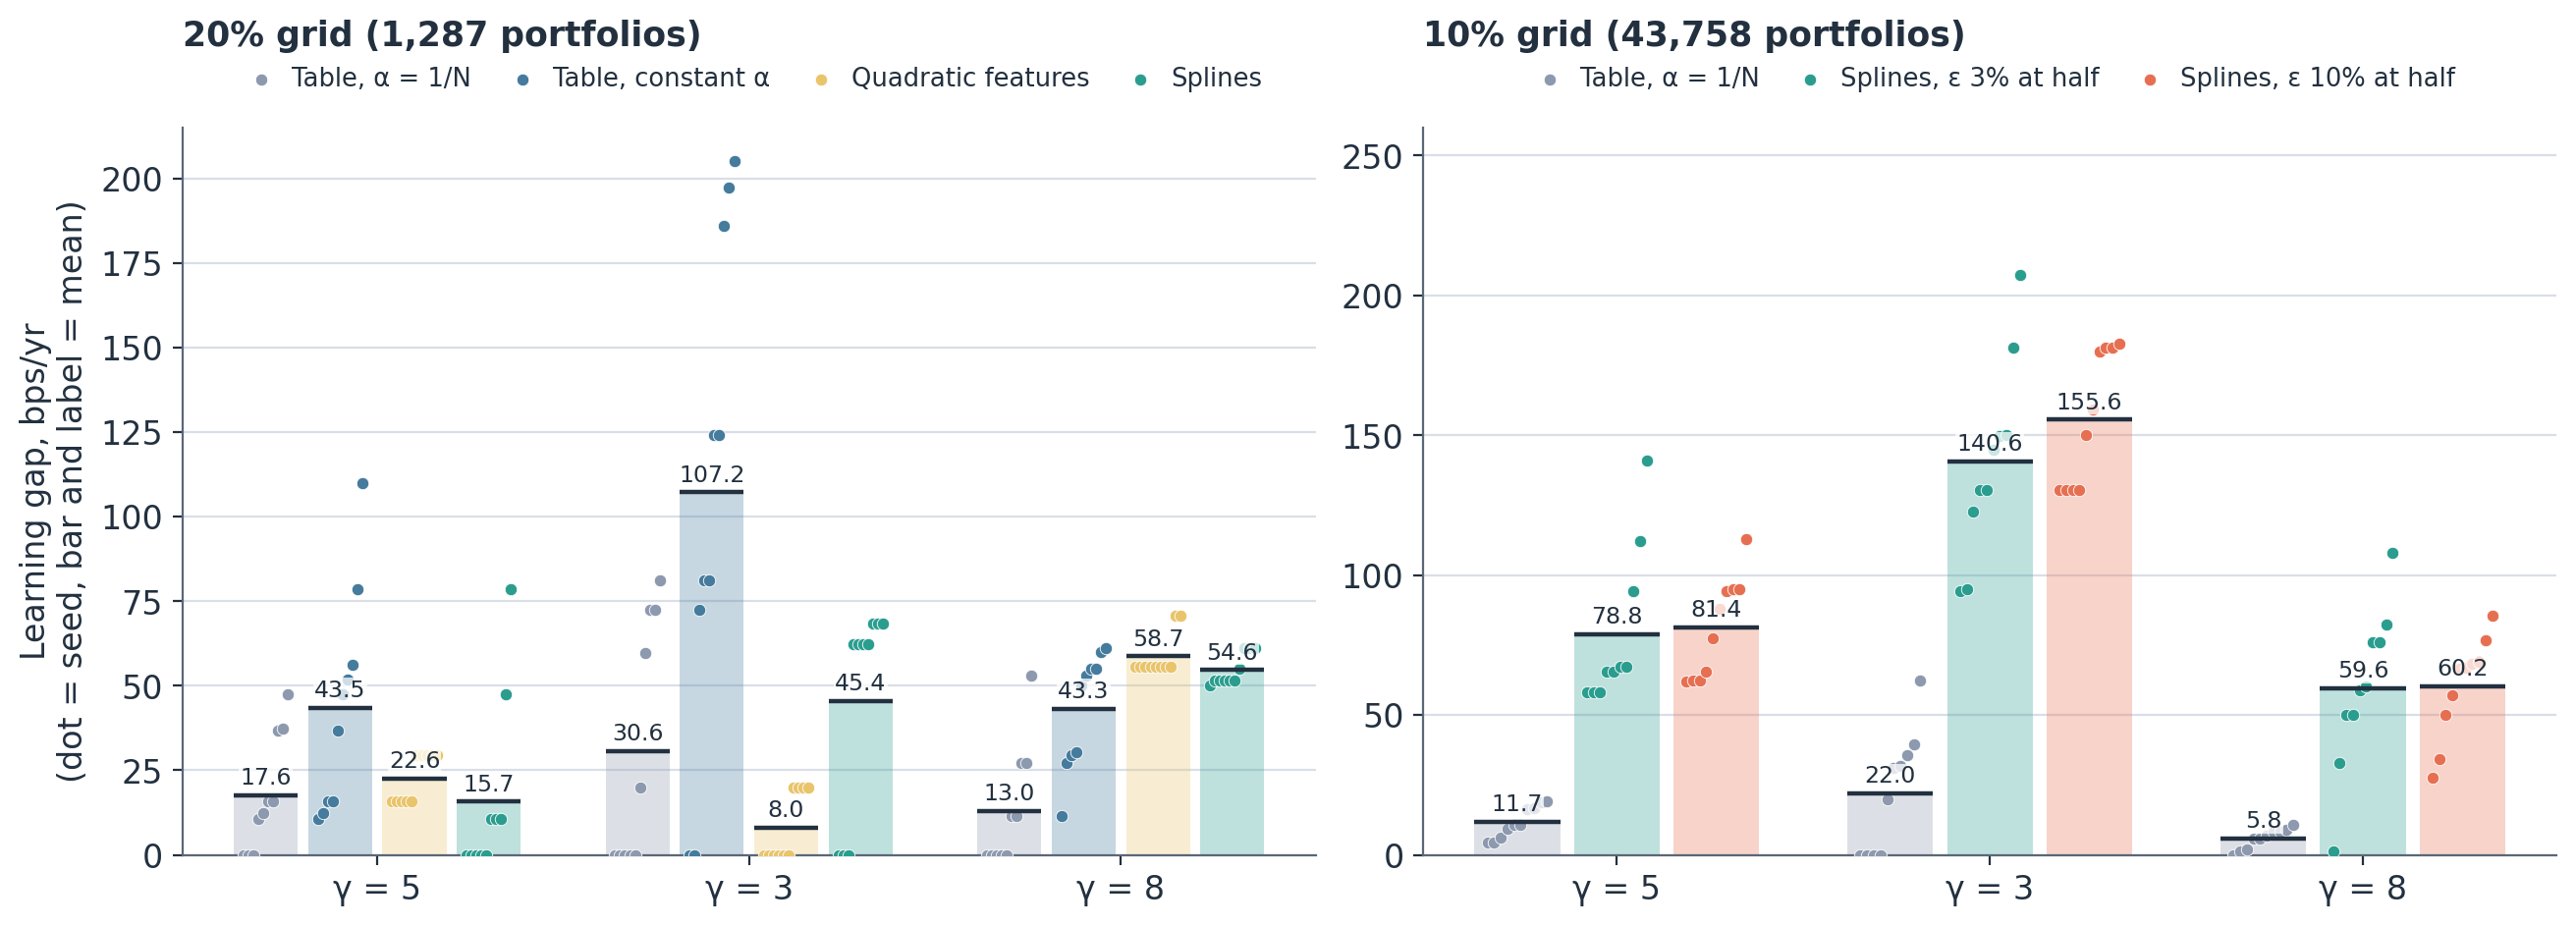 20% grid (1,287 portfolios)
Table, α = 1/N
Table, constant α
Quadratic features
Splines
Learning gap, bps/yr
(dot = seed, bar and label = mean)
200
175
150
125
100
75
50
25
0
17.6
43.5
22.6
15.7
30.6
107.2
8.0
45.4
13.0
43.3
58.7
54.6
γ = 5
γ = 3
γ = 8
10% grid (43,758 portfolios)
Table, α = 1/N
Splines, ε 3% at half
Splines, ε 10% at half
250
200
150
100
50
0
11.7
78.8
81.4
22.0
140.6
155.6
5.8
59.6
60.2
γ = 5
γ = 3
γ = 8